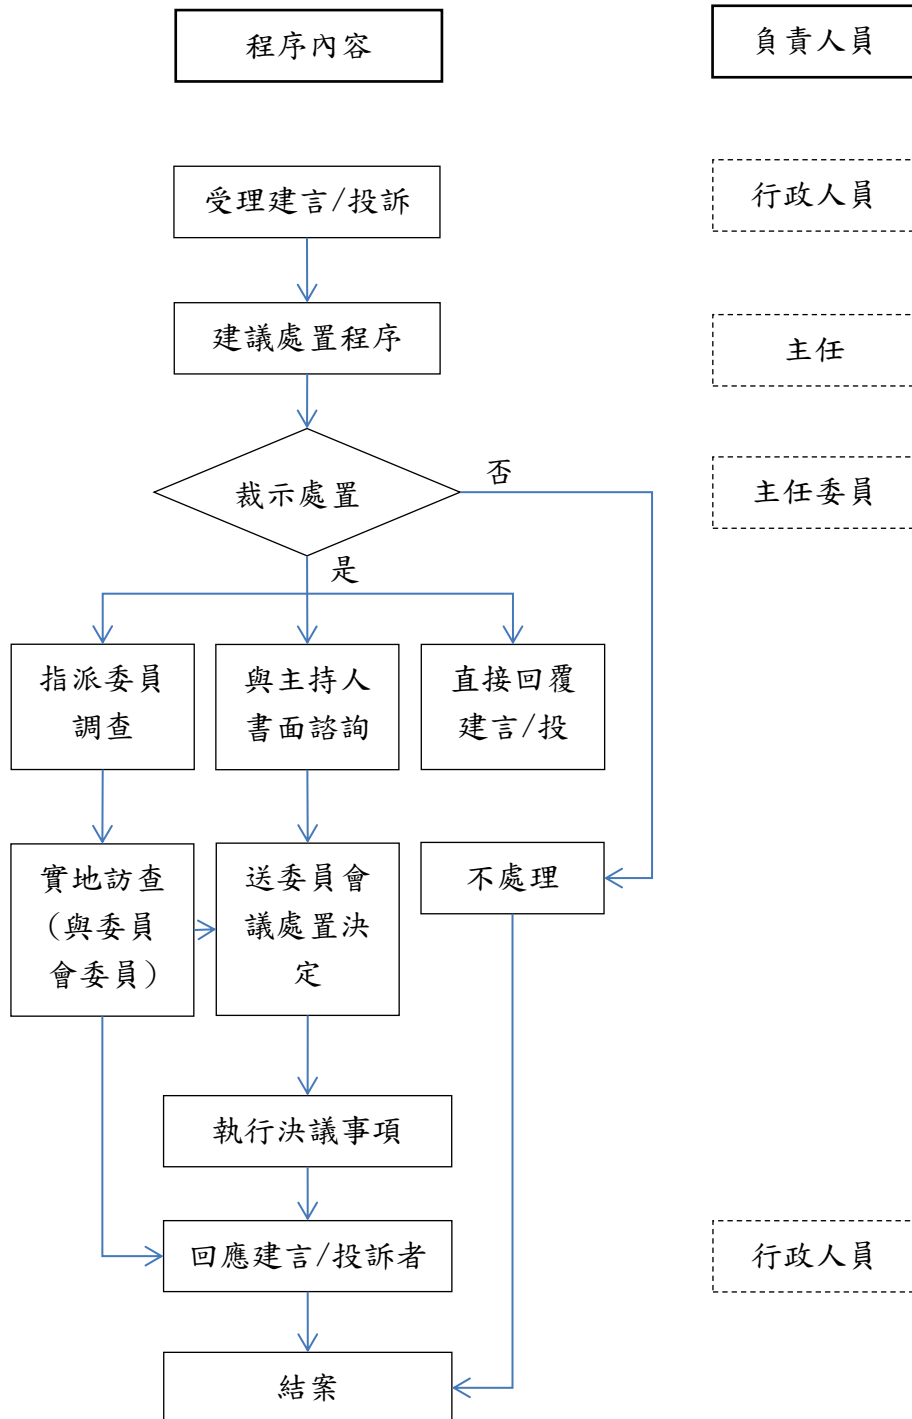 程序內容
負責人員
受理建言/投訴
行政人員
建議處置程序
主任
裁示處置
否
主任委員
是
指派委員
調查
與主持人
書面諮詢
直接回覆
建言/投
實地訪查
(與委員
會委員)
送委員會
議處置決
定
不處理
執行決議事項
回應建言/投訴者
行政人員
結案